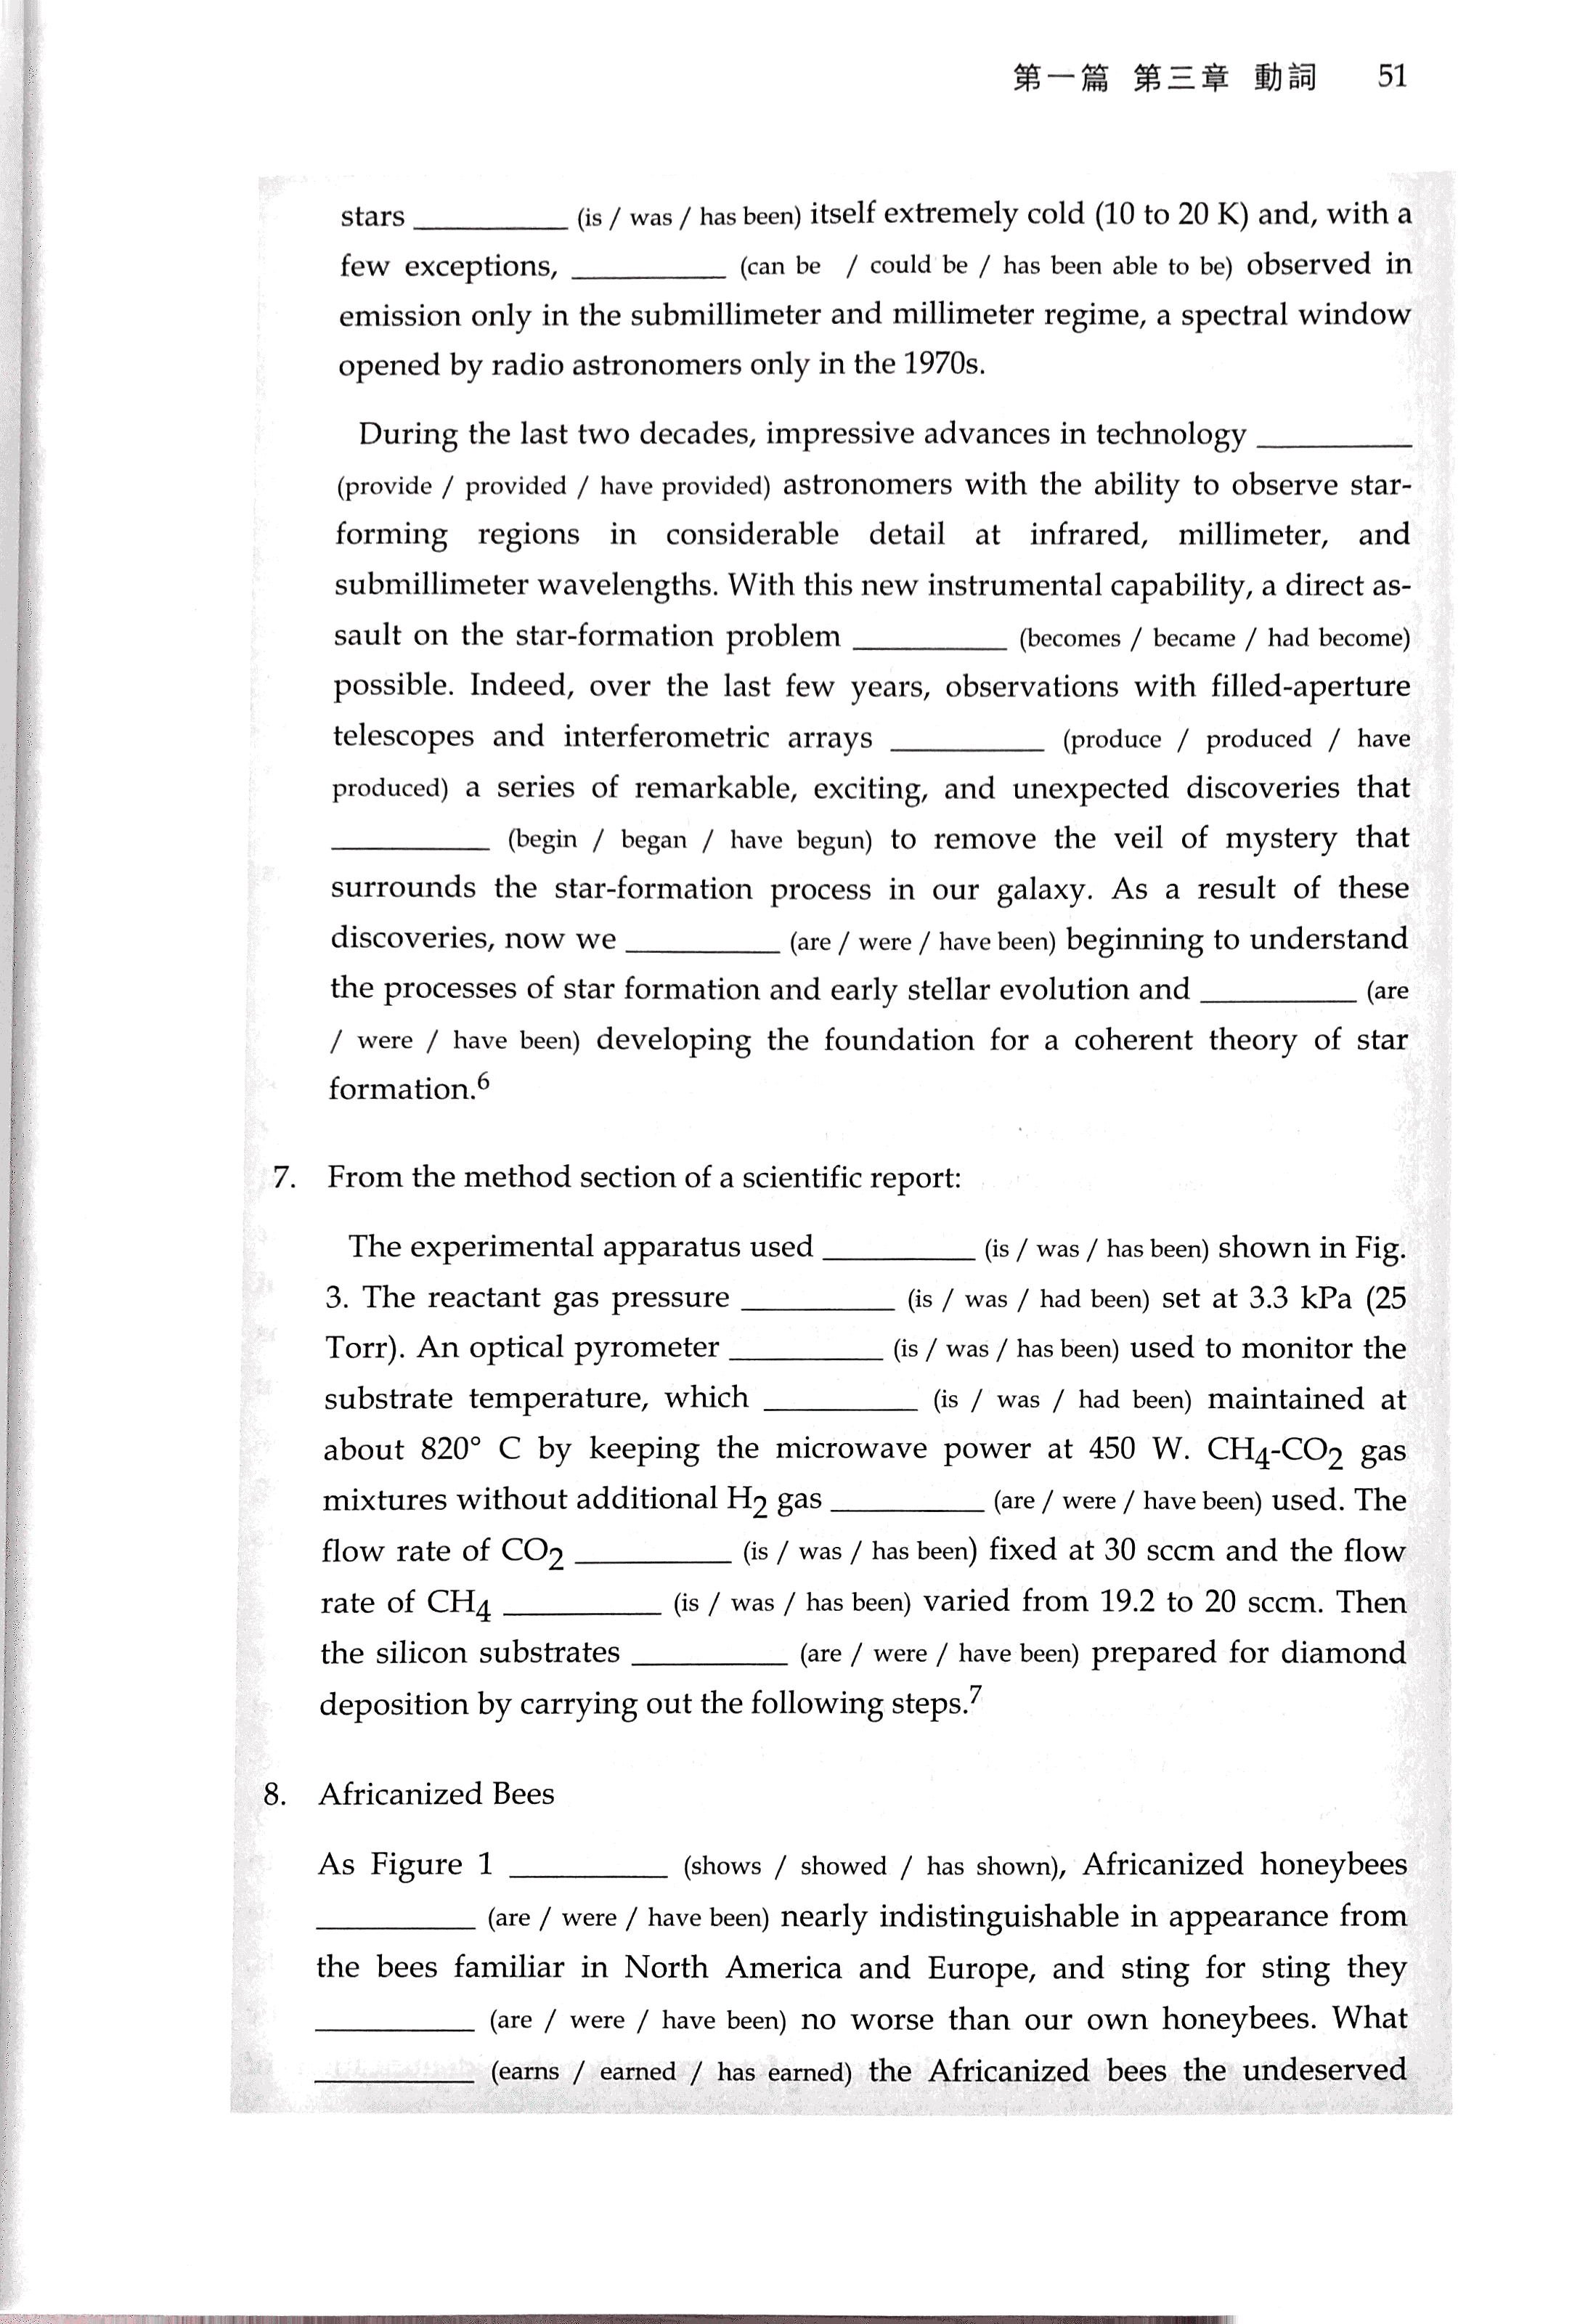 第一篇 第三章 動詞 51
stars __________ (is / was / has been) itself extremely cold (10 to 20 K) and, with a
few exceptions, __________ (can be / could be / has been able to be) observed in
emission only in the submillimeter and millimeter regime, a spectral window
opened by radio astronomers only in the 1970s.
During the last two decades, impressive advances in technology __________
(provide / provided / have provided) astronomers with the ability to observe star-
forming regions in considerable detail at infrared, millimeter, and
submillimeter wavelengths. With this new instrumental capability, a direct as-
sault on the star-formation problem __________ (becomes / became / had become)
possible. Indeed, over the last few years, observations with filled-aperture
telescopes and interferometric arrays __________ (produce / produced / have
produced) a series of remarkable, exciting, and unexpected discoveries that
__________ (begin / began / have begun) to remove the veil of mystery that
surrounds the star-formation process in our galaxy. As a result of these
discoveries, now we __________ (are / were / have been) beginning to understand
the processes of star formation and early stellar evolution and __________ (are
/ were / have been) developing the foundation for a coherent theory of star
formation.⁶
7. From the method section of a scientific report:
The experimental apparatus used __________ (is / was / has been) shown in Fig.
3. The reactant gas pressure __________ (is / was / had been) set at 3.3 kPa (25
Torr). An optical pyrometer __________ (is / was / has been) used to monitor the
substrate temperature, which __________ (is / was / had been) maintained at
about 820° C by keeping the microwave power at 450 W. CH₄-CO₂ gas
mixtures without additional H₂ gas __________ (are / were / have been) used. The
flow rate of CO₂ __________ (is / was / has been) fixed at 30 sccm and the flow
rate of CH₄ __________ (is / was / has been) varied from 19.2 to 20 sccm. Then
the silicon substrates __________ (are / were / have been) prepared for diamond
deposition by carrying out the following steps.⁷
8. Africanized Bees
As Figure 1 __________ (shows / showed / has shown), Africanized honeybees
__________ (are / were / have been) nearly indistinguishable in appearance from
the bees familiar in North America and Europe, and sting for sting they
__________ (are / were / have been) no worse than our own honeybees. What
__________ (earns / earned / has earned) the Africanized bees the undeserved